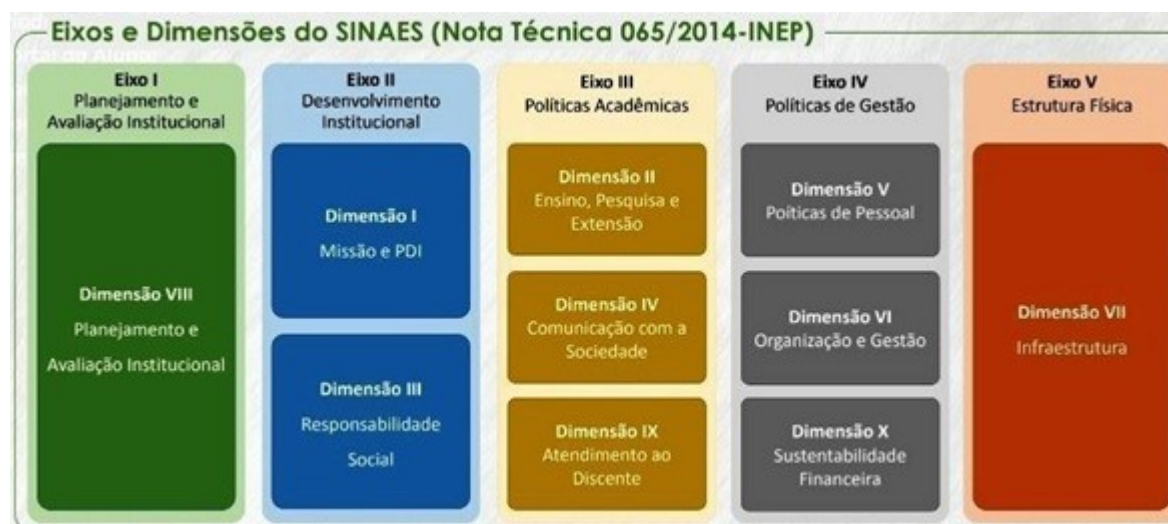 Eixos e Dimensões do SINAES (Nota Técnica 065/2014-INEP)
Eixo I
Planejamento e
Avaliação Institucional
Dimensão VIII
Planejamento e
Avaliação Institucional
Eixo II
Desenvolvimento
Institucional
Dimensão I
Missão e PDI
Dimensão III
Responsabilidade
Social
Eixo III
Políticas Acadêmicas
Dimensão II
Ensino, Pesquisa e
Extensão
Dimensão IV
Comunicação com a
Sociedade
Dimensão IX
Atendimento ao
Discente
Eixo IV
Políticas de Gestão
Dimensão V
Poíticas de Pessoal
Dimensão VI
Organização e Gestão
Dimensão X
Sustentabilidade
Financeira
Eixo V
Estrutura Física
Dimensão VII
Infraestrutura